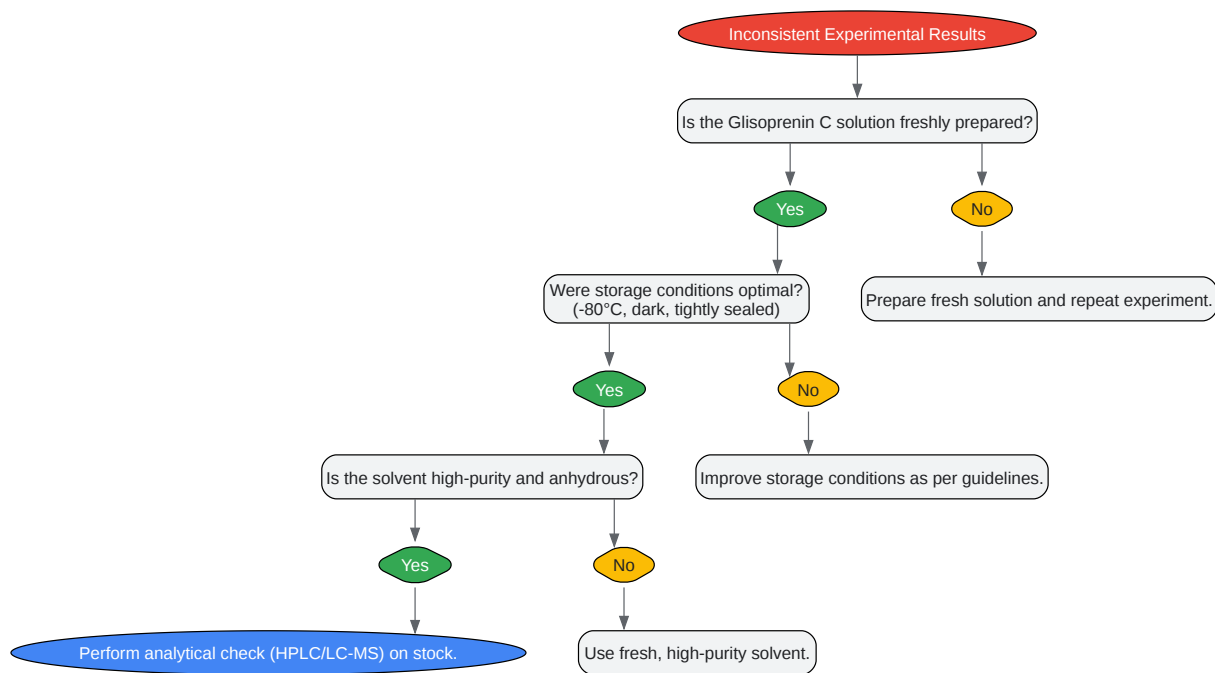 Inconsistent Experimental Results
Is the Glisoprenin C solution freshly prepared?
Yes
No
Were storage conditions optimal?
(-80°C, dark, tightly sealed)
Prepare fresh solution and repeat experiment.
Yes
No
Is the solvent high-purity and anhydrous?
Improve storage conditions as per guidelines.
Yes
No
Perform analytical check (HPLC/LC-MS) on stock.
Use fresh, high-purity solvent.